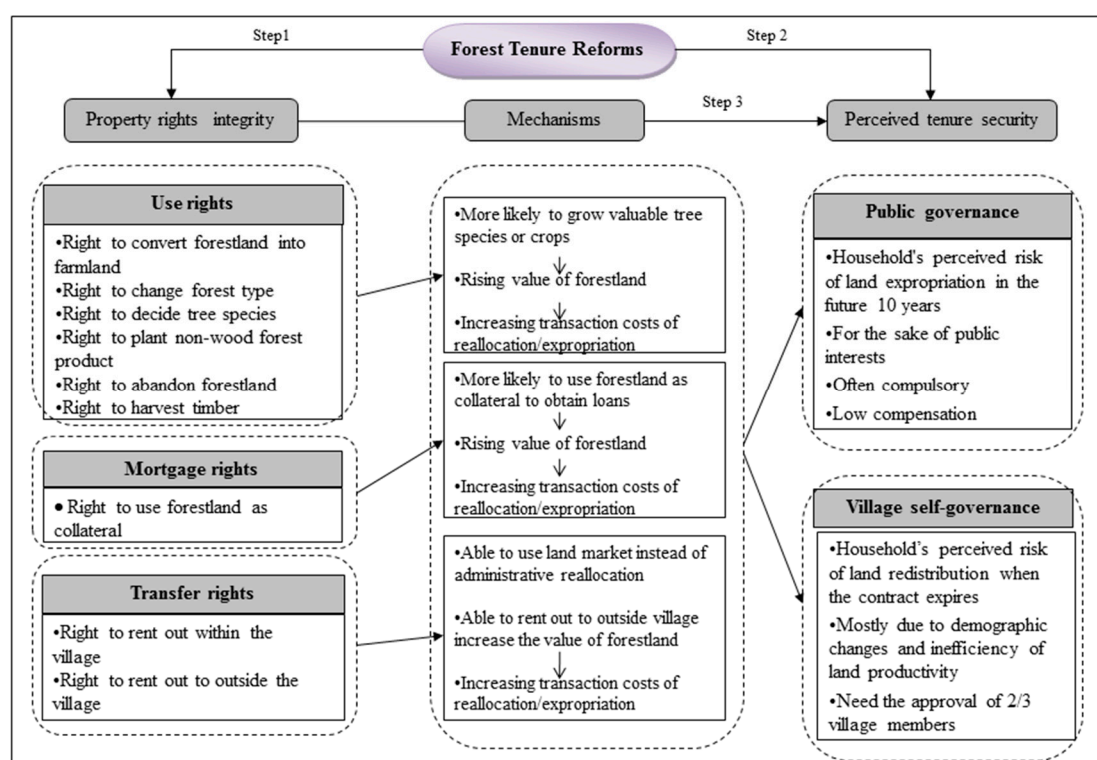 Step1
Forest Tenure Reforms
Step 2
Property rights integrity
Mechanisms
Step 3
Perceived tenure security
Use rights
•Right to convert forestland into
farmland
•Right to change forest type
•Right to decide tree species
•Right to plant non-wood forest
product
•Right to abandon forestland
•Right to harvest timber
Mortgage rights
● Right to use forestland as
collateral
Transfer rights
•Right to rent out within the
village
•Right to rent out to outside the
village
•More likely to grow valuable tree
species or crops
•Rising value of forestland
•Increasing transaction costs of
reallocation/expropriation
•More likely to use forestland as
collateral to obtain loans
•Rising value of forestland
•Increasing transaction costs of
reallocation/expropriation
•Able to use land market instead of
administrative reallocation
•Able to rent out to outside village
increase the value of forestland
•Increasing transaction costs of
reallocation/expropriation
Public governance
•Household's perceived risk
of land expropriation in the
future 10 years
•For the sake of public
interests
•Often compulsory
•Low compensation
Village self-governance
•Household’s perceived risk
of land redistribution when
the contract expires
•Mostly due to demographic
changes and inefficiency of
land productivity
•Need the approval of 2/3
village members